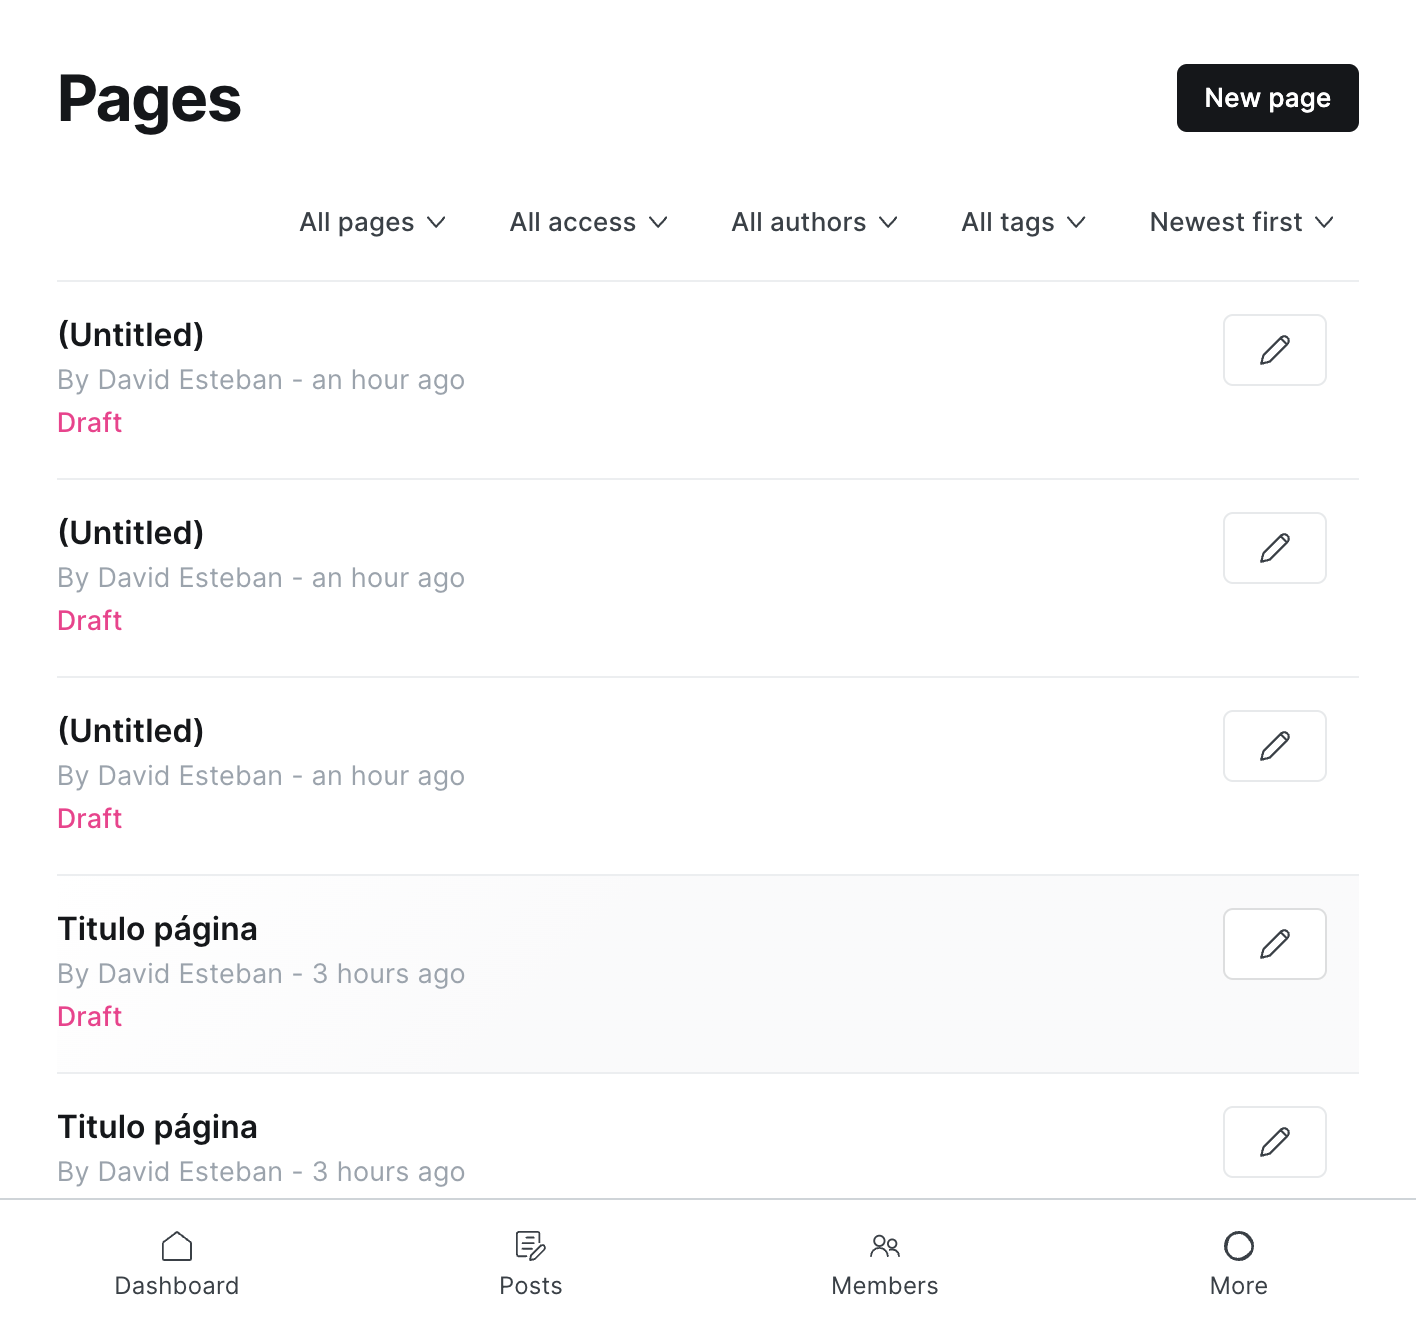 Pages
New page
All pages
All access
All authors
All tags
Newest first
(Untitled)
By David Esteban - an hour ago
Draft
(Untitled)
By David Esteban - an hour ago
Draft
(Untitled)
By David Esteban - an hour ago
Draft
Titulo página
By David Esteban - 3 hours ago
Draft
Titulo página
By David Esteban - 3 hours ago
Dashboard
Posts
Members
More